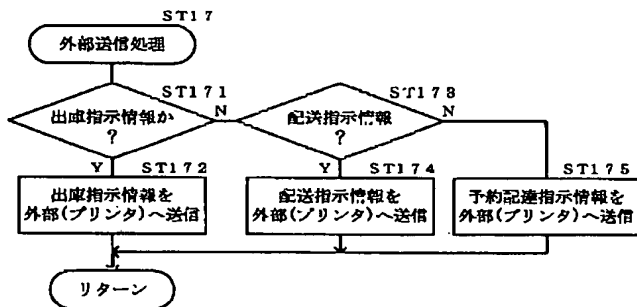 ST17
外部送信処理
ST171
出庫指示情報か
?
N
Y
ST172
出庫指示情報を
外部(プリンタ)へ送信
ST173
配送指示情報
?
N
Y
ST174
配送指示情報を
外部(プリンタ)へ送信
ST175
予約配達指示情報を
外部(プリンタ)へ送信
リターン